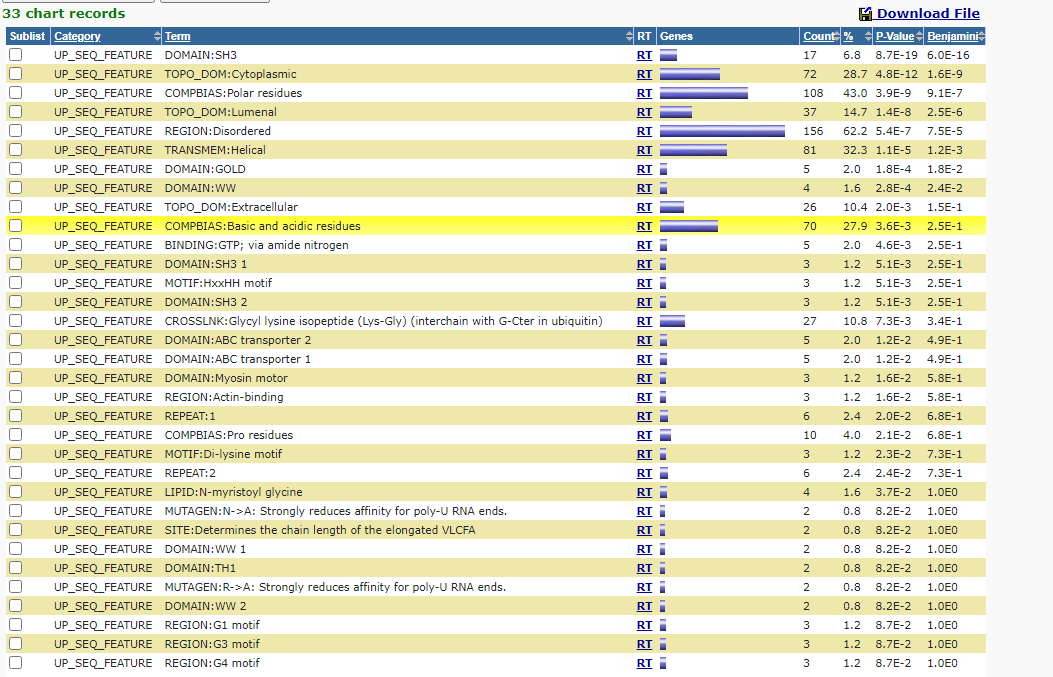 33 chart records Download File
Sublist Category Term RT Genes Count % P-Value Benjamini
UP_SEQ_FEATURE DOMAIN:SH3 RT 17 6.8 8.7E-19 6.0E-16
UP_SEQ_FEATURE TOPO_DOM:Cytoplasmic RT 72 28.7 4.8E-12 1.6E-9
UP_SEQ_FEATURE COMPBIAS:Polar residues RT 108 43.0 3.9E-9 9.1E-7
UP_SEQ_FEATURE TOPO_DOM:Lumenal RT 37 14.7 1.4E-8 2.5E-6
UP_SEQ_FEATURE REGION:Disordered RT 156 62.2 5.4E-7 7.5E-5
UP_SEQ_FEATURE TRANSMEM:Helical RT 81 32.3 1.1E-5 1.2E-3
UP_SEQ_FEATURE DOMAIN:GOLD RT 5 2.0 1.8E-4 1.8E-2
UP_SEQ_FEATURE DOMAIN:WW RT 4 1.6 2.8E-4 2.4E-2
UP_SEQ_FEATURE TOPO_DOM:Extracellular RT 26 10.4 2.0E-3 1.5E-1
UP_SEQ_FEATURE COMPBIAS:Basic and acidic residues RT 70 27.9 3.6E-3 2.5E-1
UP_SEQ_FEATURE BINDING:GTP; via amide nitrogen RT 5 2.0 4.6E-3 2.5E-1
UP_SEQ_FEATURE DOMAIN:SH3 1 RT 3 1.2 5.1E-3 2.5E-1
UP_SEQ_FEATURE MOTIF:HxxHH motif RT 3 1.2 5.1E-3 2.5E-1
UP_SEQ_FEATURE DOMAIN:SH3 2 RT 3 1.2 5.1E-3 2.5E-1
UP_SEQ_FEATURE CROSSLNK:Glycyl lysine isopeptide (Lys-Gly) (interchain with G-Cter in ubiquitin) RT 27 10.8 7.3E-3 3.4E-1
UP_SEQ_FEATURE DOMAIN:ABC transporter 2 RT 5 2.0 1.2E-2 4.9E-1
UP_SEQ_FEATURE DOMAIN:ABC transporter 1 RT 5 2.0 1.2E-2 4.9E-1
UP_SEQ_FEATURE DOMAIN:Myosin motor RT 3 1.2 1.6E-2 5.8E-1
UP_SEQ_FEATURE REGION:Actin-binding RT 3 1.2 1.6E-2 5.8E-1
UP_SEQ_FEATURE REPEAT:1 RT 6 2.4 2.0E-2 6.8E-1
UP_SEQ_FEATURE COMPBIAS:Pro residues RT 10 4.0 2.1E-2 6.8E-1
UP_SEQ_FEATURE MOTIF:Di-lysine motif RT 3 1.2 2.3E-2 7.3E-1
UP_SEQ_FEATURE REPEAT:2 RT 6 2.4 2.4E-2 7.3E-1
UP_SEQ_FEATURE LIPID:N-myristoyl glycine RT 4 1.6 3.7E-2 1.0E0
UP_SEQ_FEATURE MUTAGEN:N->A: Strongly reduces affinity for poly-U RNA ends. RT 2 0.8 8.2E-2 1.0E0
UP_SEQ_FEATURE SITE:Determines the chain length of the elongated VLCFA RT 2 0.8 8.2E-2 1.0E0
UP_SEQ_FEATURE DOMAIN:WW 1 RT 2 0.8 8.2E-2 1.0E0
UP_SEQ_FEATURE DOMAIN:TH1 RT 2 0.8 8.2E-2 1.0E0
UP_SEQ_FEATURE MUTAGEN:R->A: Strongly reduces affinity for poly-U RNA ends. RT 2 0.8 8.2E-2 1.0E0
UP_SEQ_FEATURE DOMAIN:WW 2 RT 2 0.8 8.2E-2 1.0E0
UP_SEQ_FEATURE REGION:G1 motif RT 3 1.2 8.7E-2 1.0E0
UP_SEQ_FEATURE REGION:G3 motif RT 3 1.2 8.7E-2 1.0E0
UP_SEQ_FEATURE REGION:G4 motif RT 3 1.2 8.7E-2 1.0E0